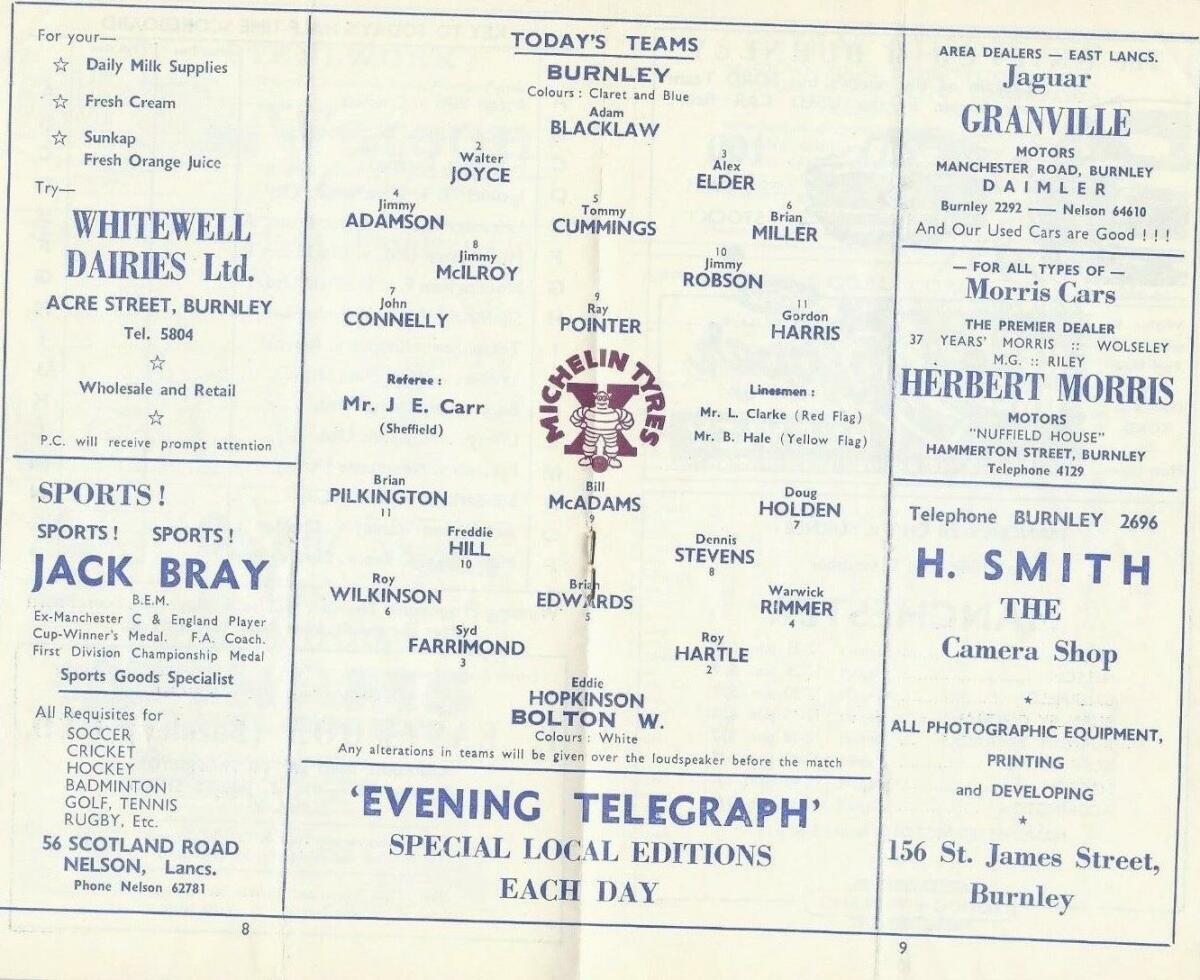 For your—
☆ Daily Milk Supplies
☆ Fresh Cream
☆ Sunkap
Fresh Orange Juice
Try—
WHITEWELL
DAIRIES Ltd.
ACRE STREET, BURNLEY
Tel. 5804
☆
Wholesale and Retail
☆
P.C. will receive prompt attention
SPORTS!
SPORTS! SPORTS!
JACK BRAY
B.E.M.
Ex-Manchester C & England Player
Cup-Winner's Medal. F.A. Coach.
First Division Championship Medal
Sports Goods Specialist
All Requisites for
SOCCER
CRICKET
HOCKEY
BADMINTON
GOLF, TENNIS
RUGBY, Etc.
56 SCOTLAND ROAD
NELSON, Lancs.
Phone Nelson 62781
8
TODAY'S TEAMS
BURNLEY
Colours : Claret and Blue
Adam
BLACKLAW
2
Walter
JOYCE
3
Alex
ELDER
4
Jimmy
ADAMSON
5
Tommy
CUMMINGS
6
Brian
MILLER
8
Jimmy
McILROY
10
Jimmy
ROBSON
7
John
CONNELLY
9
Ray
POINTER
11
Gordon
HARRIS
Referee :
Mr. J E. Carr
(Sheffield)
MICHELIN TYRES
X
Linesmen :
Mr. L. Clarke (Red Flag)
Mr. B. Hale (Yellow Flag)
Brian
PILKINGTON
11
Bill
McADAMS
9
Doug
HOLDEN
7
Freddie
HILL
10
Dennis
STEVENS
8
Roy
WILKINSON
6
Brian
EDWARDS
5
Warwick
RIMMER
4
Syd
FARRIMOND
3
Roy
HARTLE
2
Eddie
HOPKINSON
BOLTON W.
Colours : White
Any alterations in teams will be given over the loudspeaker before the match
'EVENING TELEGRAPH'
SPECIAL LOCAL EDITIONS
EACH DAY
AREA DEALERS — EAST LANCS.
Jaguar
GRANVILLE
MOTORS
MANCHESTER ROAD, BURNLEY
DAIMLER
Burnley 2292 — Nelson 64610
And Our Used Cars are Good ! ! !
— FOR ALL TYPES OF —
Morris Cars
THE PREMIER DEALER
37 YEARS' MORRIS :: WOLSELEY
M.G. :: RILEY
HERBERT MORRIS
MOTORS
"NUFFIELD HOUSE"
HAMMERTON STREET, BURNLEY
Telephone 4129
Telephone BURNLEY 2696
H. SMITH
THE
Camera Shop
★
ALL PHOTOGRAPHIC EQUIPMENT,
PRINTING
and DEVELOPING
★
156 St. James Street,
Burnley
9